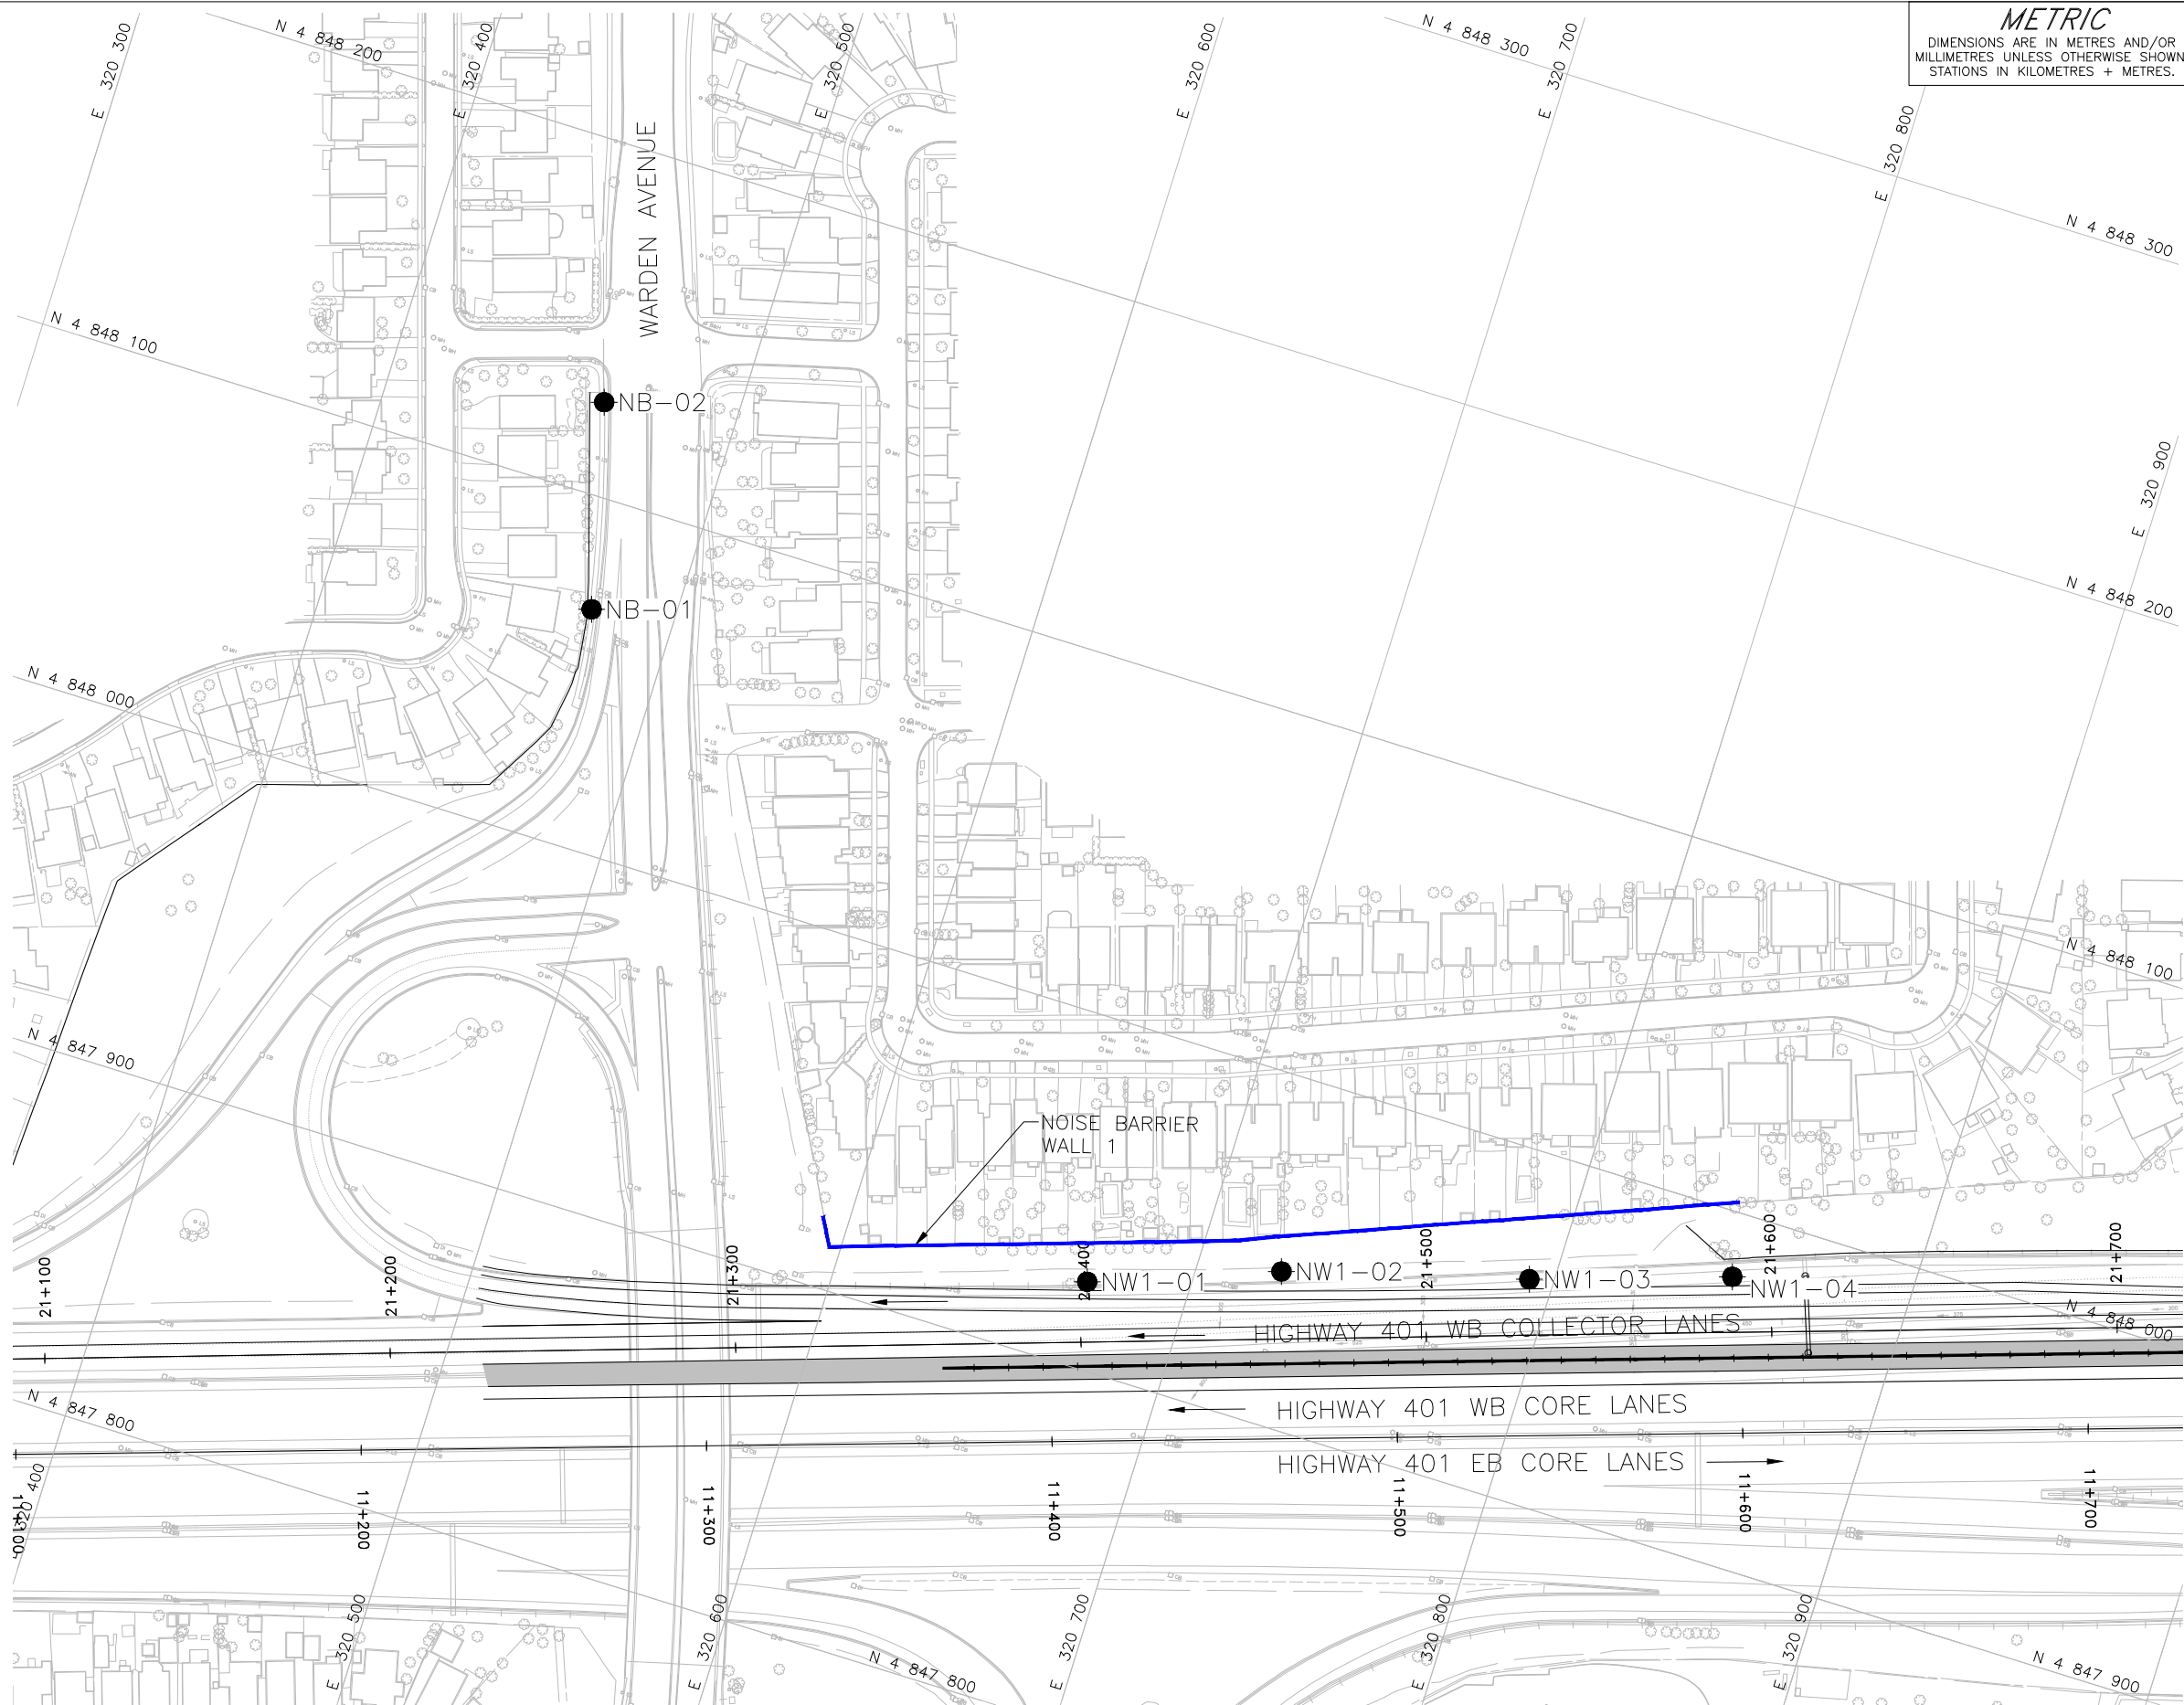 METRIC
DIMENSIONS ARE IN METRES AND/OR
MILLIMETRES UNLESS OTHERWISE SHOWN
STATIONS IN KILOMETRES + METRES.
E 320 300
N 4 848 200
E 320 400
E 320 500
E 320 600
N 4 848 300
E 320 700
E 320 800
N 4 848 300
WARDEN AVENUE
N 4 848 100
NB-02
E 320 900
NB-01
N 4 848 200
N 4 848 000
N 4 848 100
N 4 847 900
NOISE BARRIER
WALL 1
21+100
21+200
21+300
NW1-01
NW1-02
21+500
NW1-03
21+600
NW1-04
21+700
HIGHWAY 401 WB COLLECTOR LANES
N 4 848 000
N 4 847 800
HIGHWAY 401 WB CORE LANES
HIGHWAY 401 EB CORE LANES
11+100
11+200
11+300
11+400
11+500
11+600
11+700
E 320 500
E 320 600
E 320 700
E 320 800
E 320 900
N 4 847 800
N 4 847 900